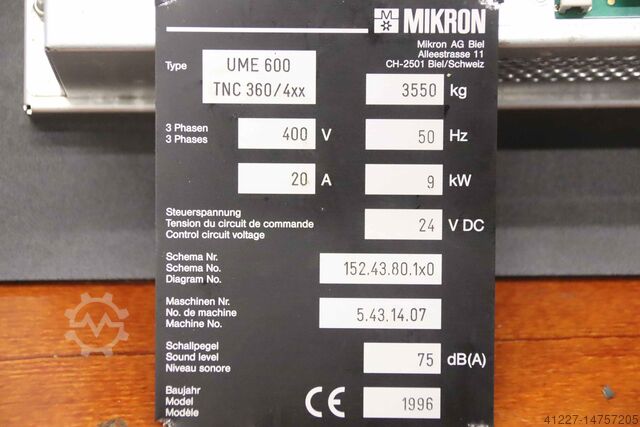 MIKRON
Mikron AG Biel
Alleestrasse 11
CH-2501 Biel/Schweiz
Type UME 600 3550 kg
TNC 360/4xx
3 Phasen 400 V 50 Hz
3 Phases
20 A 9 kW
Steuerspannung
Tension du circuit de commande 24 V DC
Control circuit voltage
Schema Nr.
Schema No. 152.43.80.1x0
Diagram No.
Maschinen Nr.
No. de machine 5.43.14.07
Machine No.
Schallpegel
Sound level 75 dB(A)
Niveau sonore
Baujahr
Model CE 1996
Modèle
41227-14757205